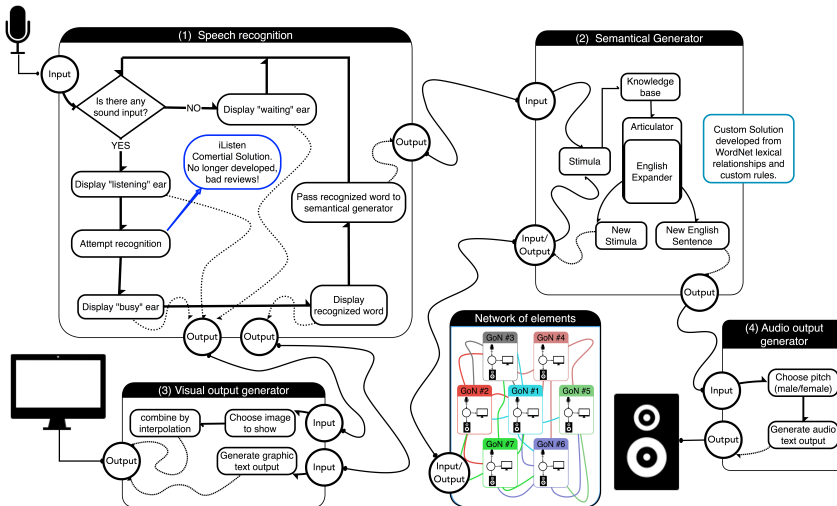 (1) Speech recognition
Input
Is there any
sound input?
NO
Display "waiting" ear
YES
iListen
Comertial Solution.
No longer developed,
bad reviews!
Display "listening" ear
Attempt recognition
Display "busy" ear
Pass recognized word to
semantical generator
Display
recognized word
Output
Output
Output
(2) Semantical Generator
Input
Knowledge
base
Articulator
English
Expander
Stimula
Custom Solution
developed from
WordNet lexical
relationships and
custom rules.
Input/
Output
New
Stimula
New English
Sentence
Output
(3) Visual output generator
combine by
interpolation
Choose image
to show
Input
Output
Generate graphic
text output
Input
Network of elements
GoN #3
GoN #4
GoN #2
GoN #1
GoN #5
GoN #7
GoN #6
Input/
Output
(4) Audio output
generator
Input
Choose pitch
(male/female)
Output
Generate audio
text output